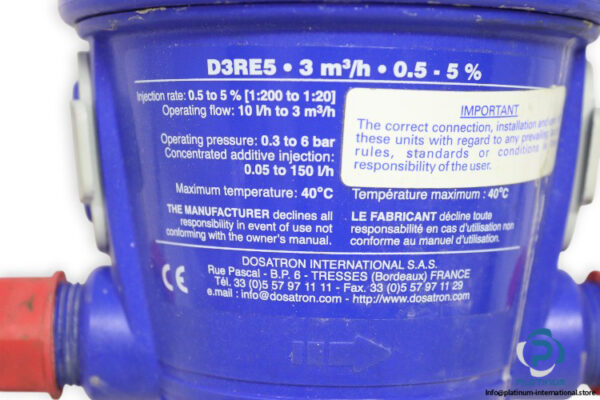 D3RE5 • 3 m³/h • 0.5 - 5 %
Injection rate: 0.5 to 5 % [1:200 to 1:20]
Operating flow: 10 l/h to 3 m³/h
Operating pressure: 0.3 to 6 bar
Concentrated additive injection:
0.05 to 150 l/h
Maximum temperature: 40°C
THE MANUFACTURER declines all
responsibility in event of use not
conforming with the owner's manual.
IMPORTANT
The correct connection, installation and
these units with regard to any prevailing
rules, standards or conditions is
responsibility of the user.
Température maximum : 40°C
LE FABRICANT décline toute
responsabilité en cas d'utilisation non
conforme au manuel d'utilisation.
DOSATRON INTERNATIONAL S.A.S.
Rue Pascal - B.P. 6 - TRESSES (Bordeaux) FRANCE
Tél. 33 (0)5 57 97 11 11 - Fax. 33 (0)5 57 97 11 29
e.mail : info@dosatron.com - http://www.dosatron.com
CE
Info@platinum-international.store